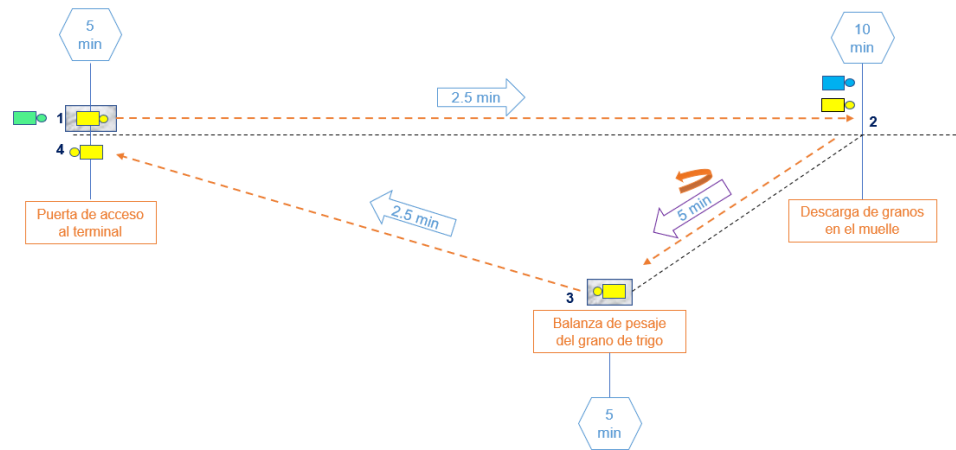 5
min
10
min
2.5 min
1
2
4
Puerta de acceso
al terminal
2.5 min
5 min
Descarga de granos
en el muelle
3
Balanza de pesaje
del grano de trigo
5
min